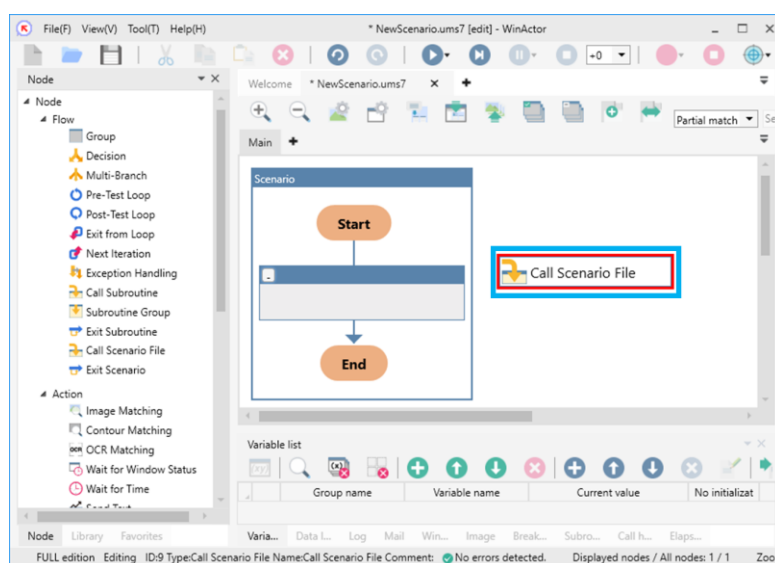 File(F) View(V) Tool(T) Help(H) * NewScenario.ums7 [edit] - WinActor
+0
Node
Welcome * NewScenario.ums7
Partial match
Main
Node
Flow
Group
Decision
Multi-Branch
Pre-Test Loop
Post-Test Loop
Exit from Loop
Next Iteration
Exception Handling
Call Subroutine
Subroutine Group
Exit Subroutine
Call Scenario File
Exit Scenario
Action
Image Matching
Contour Matching
OCR OCR Matching
Wait for Window Status
Wait for Time
Scenario
Start
End
Call Scenario File
Variable list
Group name Variable name Current value No initializat
Node Library Favorites
Varia... Data l... Log Mail Win... Image Break... Subro... Call h... Elaps...
FULL edition Editing ID:9 Type:Call Scenario File Name:Call Scenario File Comment: No errors detected. Displayed nodes / All nodes: 1 / 1 Zoo